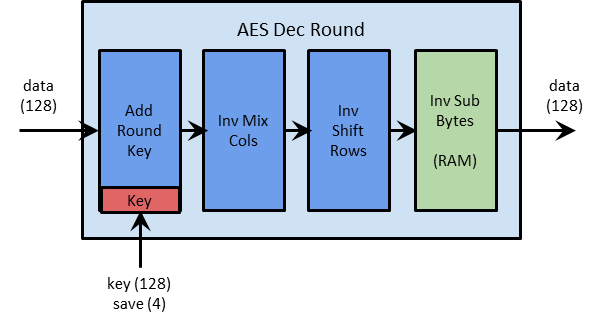 AES Dec Round
data
(128)
Add
Round
Key
Key
Inv Mix
Cols
Inv
Shift
Rows
Inv Sub
Bytes
(RAM)
data
(128)
key (128)
save (4)